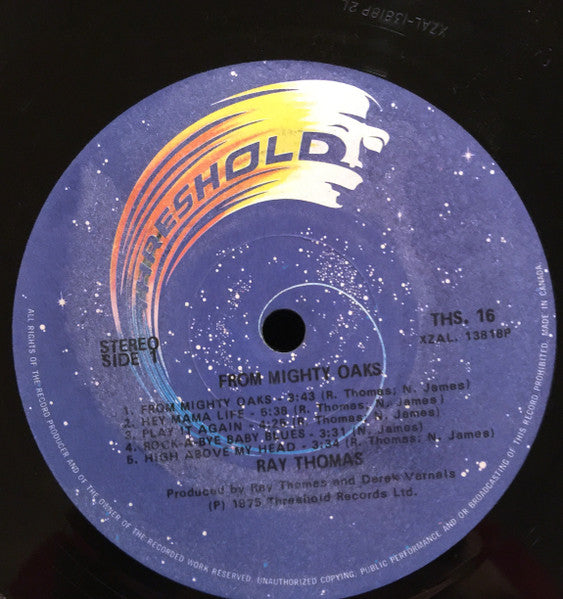 XZAL-13818P 2L
THRESHOLD
STEREO
SIDE 1
THS. 16
XZAL. 13818P
FROM MIGHTY OAKS
1. FROM MIGHTY OAKS - 3:43 (R. Thomas; N. James)
2. HEY MAMA LIFE - 5:38 (R. Thomas; N. James)
3. PLAY IT AGAIN - 4:25 (R. Thomas; N. James)
4. ROCK-A-BYE BABY BLUES - 3:31 (N. James)
5. HIGH ABOVE MY HEAD - 3:34 (R. Thomas; N. James)
RAY THOMAS
Produced by Ray Thomas and Derek Varnals
(P) 1975 Threshold Records Ltd.
ALL RIGHTS OF THE RECORD PRODUCER AND OF THE OWNER OF THE RECORDED WORK RESERVED. UNAUTHORIZED COPYING, PUBLIC PERFORMANCE AND/OR BROADCASTING OF THIS RECORD PROHIBITED. MADE IN CANADA